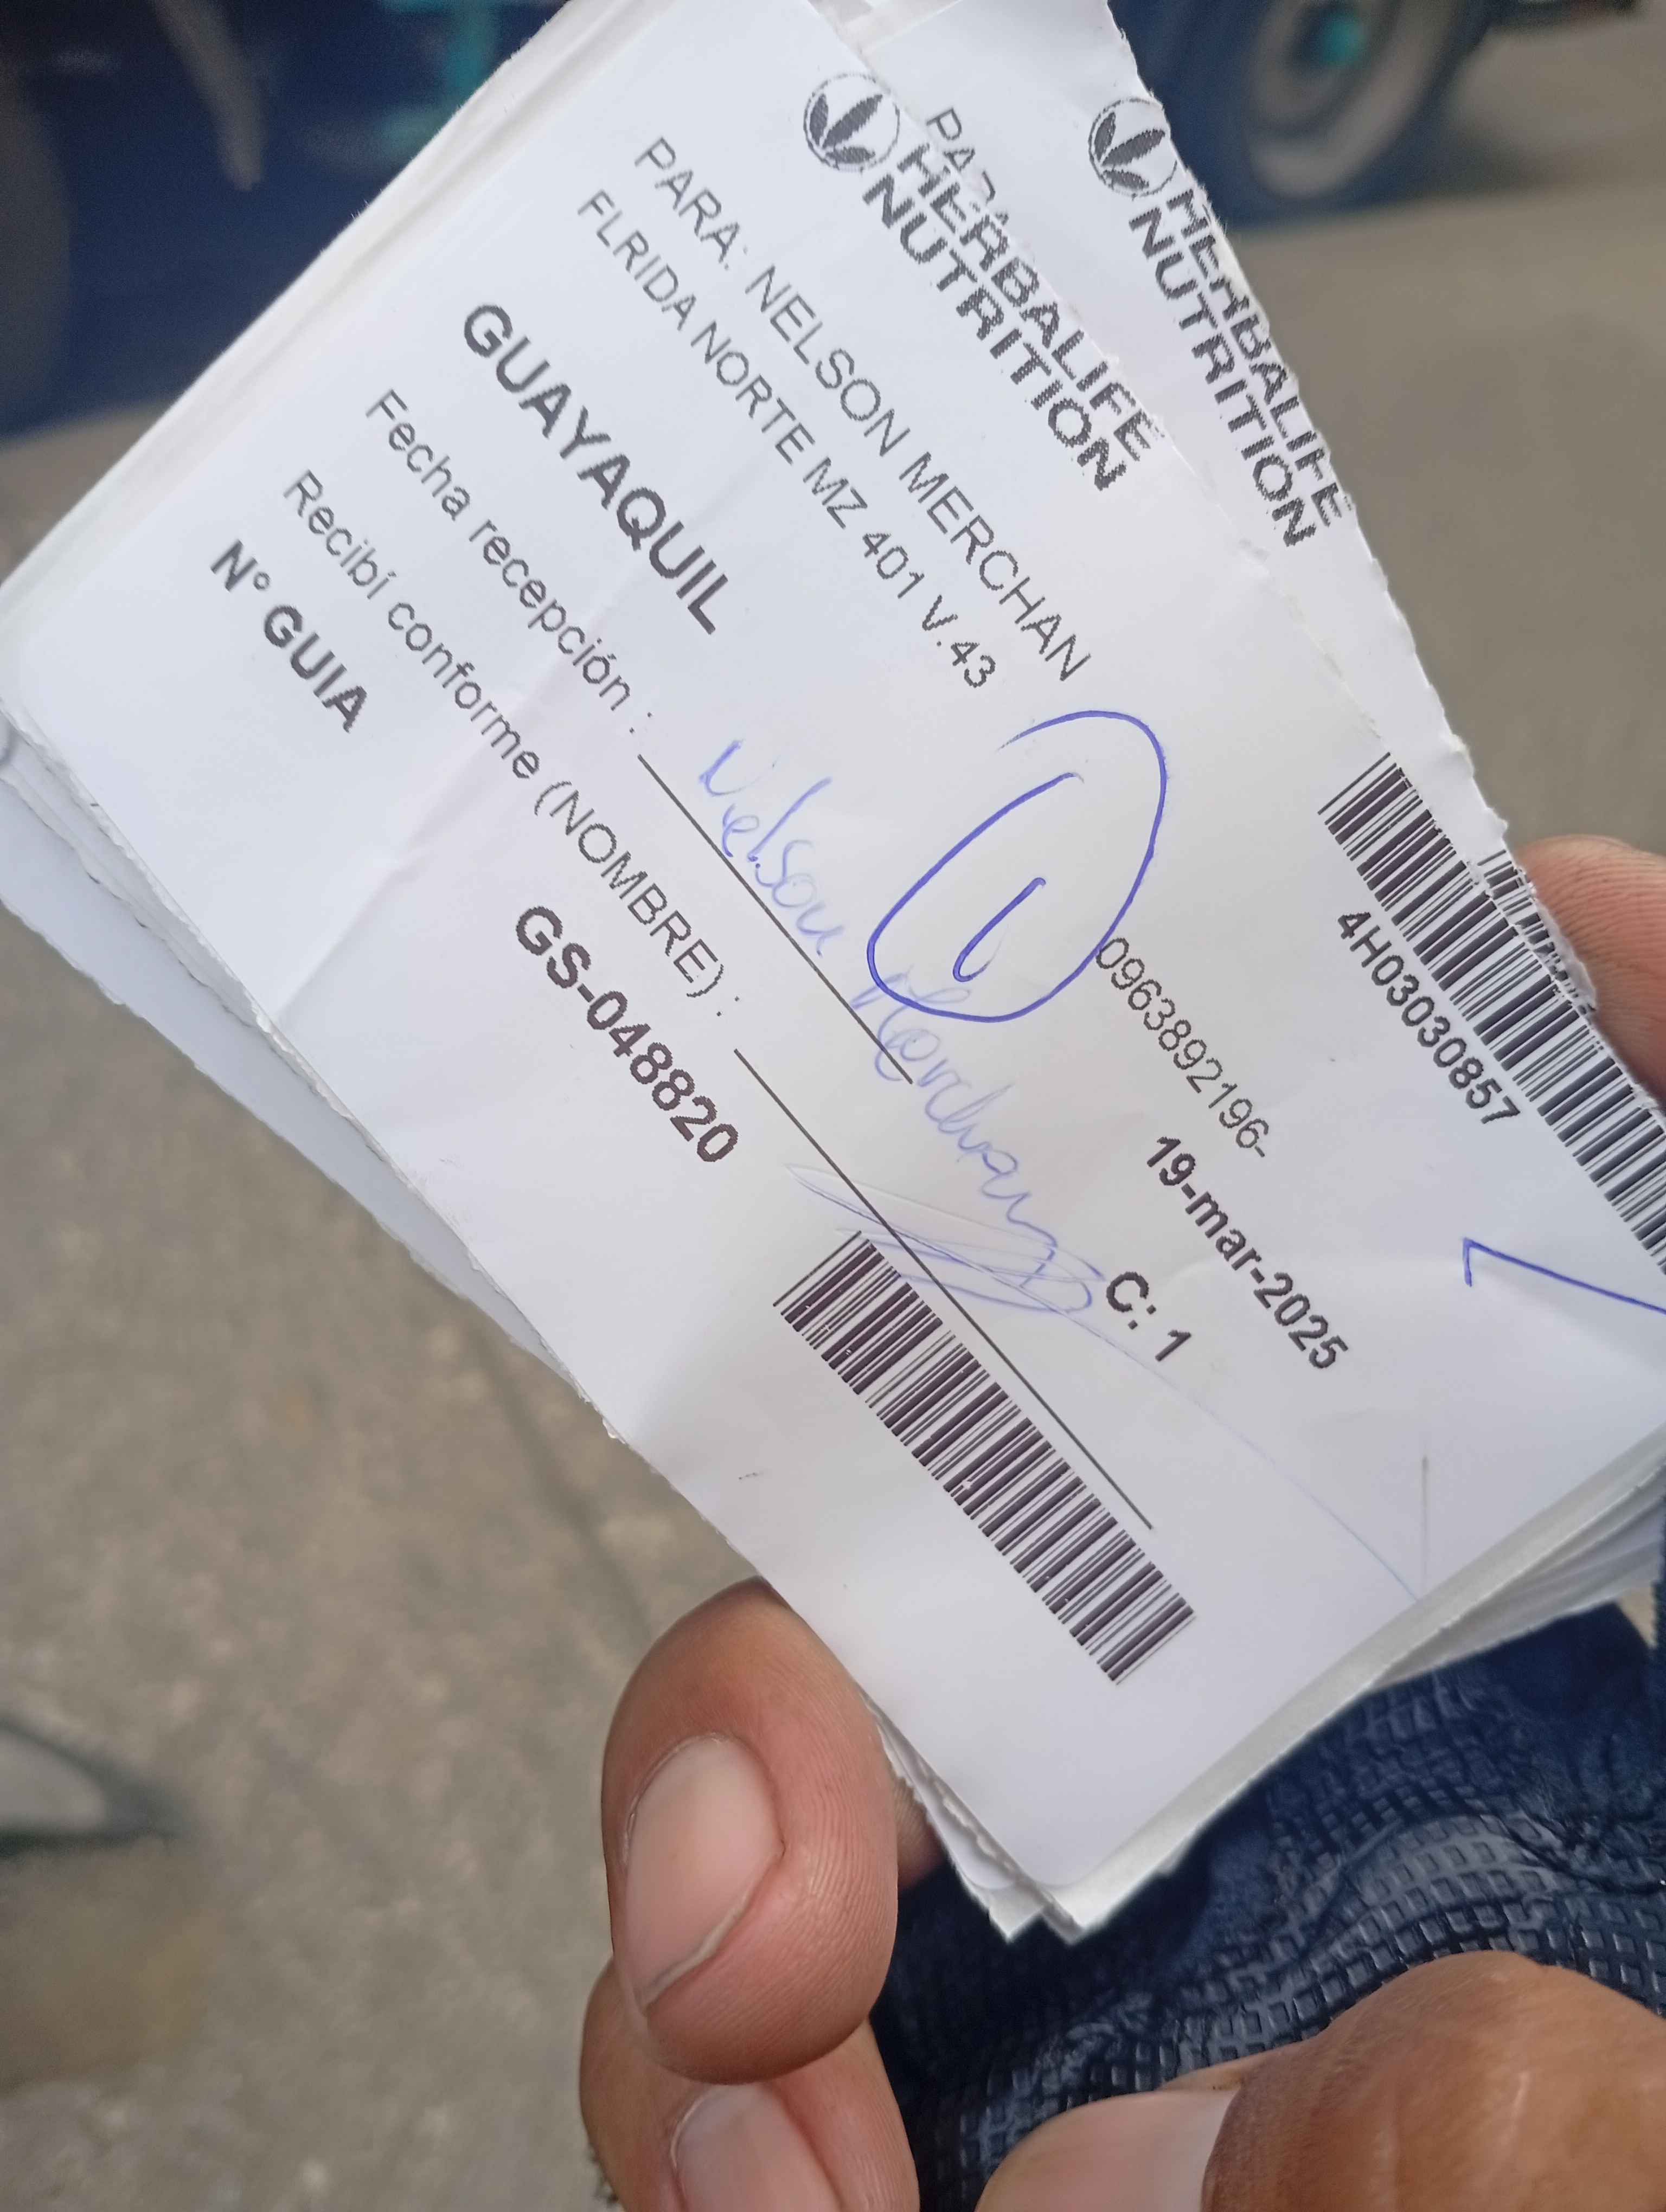 HERBALIFE
NUTRITION
HERBALIFE
NUTRITION
4H03030857
PARA: NELSON MERCHAN
19-mar-2025
FLRIDA NORTE MZ 401 V.43
0963892196-
1
GUAYAQUIL
C: 1
Fecha recepción :
Nelson Merchan
Recibí conforme (NOMBRE) :
N° GUIA
GS-048820